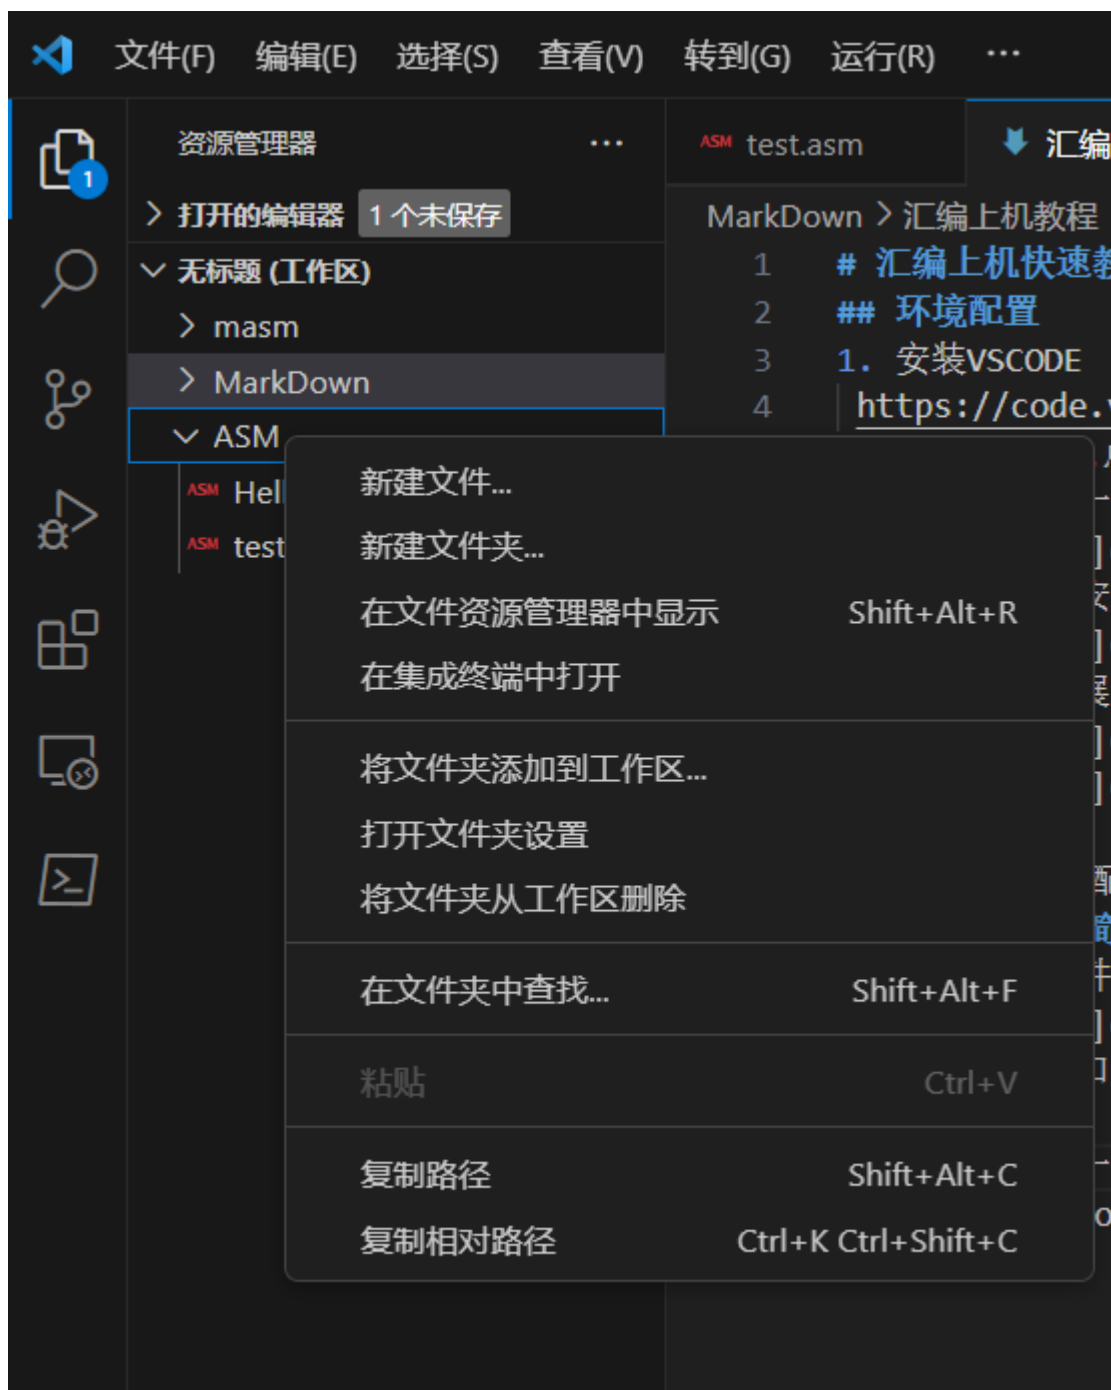 文件(F) 编辑(E) 选择(S) 查看(V) 转到(G) 运行(R) ···
资源管理器 ···
1
打开的编辑器 1 个未保存
无标题 (工作区)
masm
MarkDown
ASM
ASM Hel
ASM test
ASM test.asm
汇编
MarkDown > 汇编上机教程
1 # 汇编上机快速
2 ## 环境配置
3 1. 安装VSCODE
4 https://code.
新建文件...
新建文件夹...
在文件资源管理器中显示 Shift+Alt+R
在集成终端中打开
将文件夹添加到工作区...
打开文件夹设置
将文件夹从工作区删除
在文件夹中查找... Shift+Alt+F
粘贴 Ctrl+V
复制路径 Shift+Alt+C
复制相对路径 Ctrl+K Ctrl+Shift+C